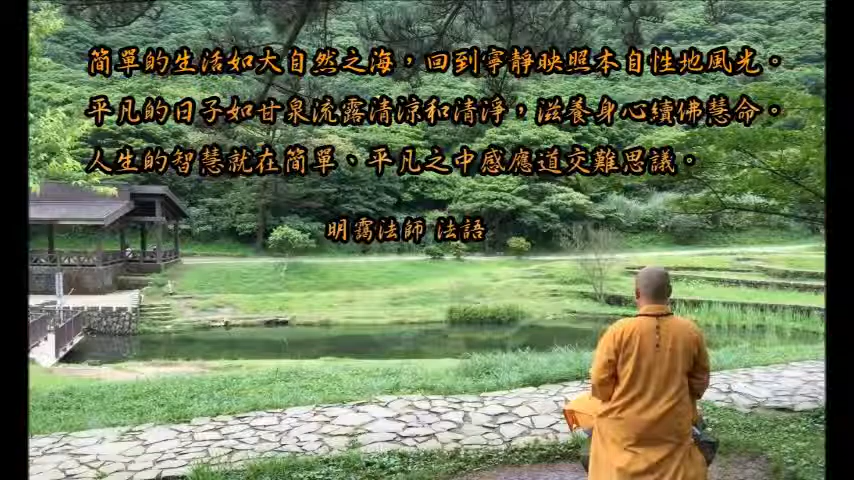 簡單的生活如大自然之海，回到寧靜映照本自性地風光。
平凡的日子如甘泉流露清涼和清淨，滋養身心續佛慧命。
人生的智慧就在簡單、平凡之中感應道交難思議。
明靄法師 法語